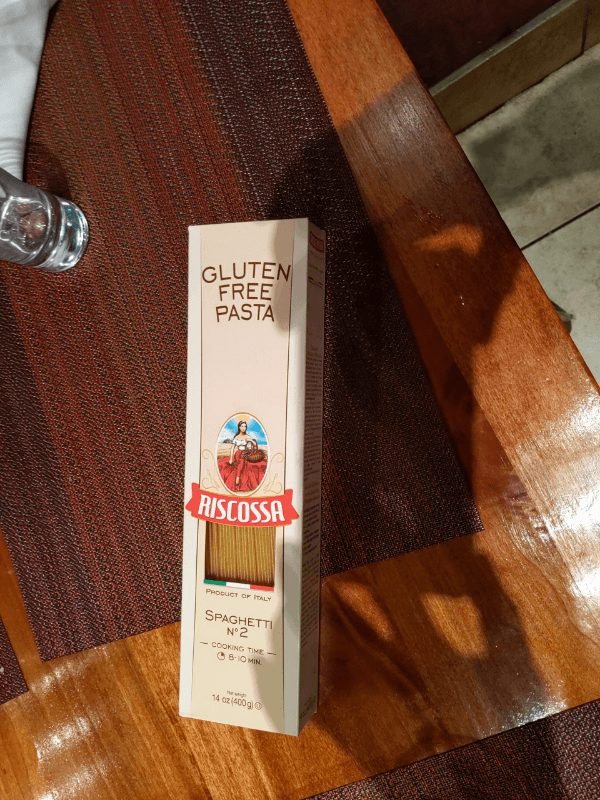 GLUTEN
FREE
PASTA
RISCOSSA
PRODUCT OF ITALY
SPAGHETTI
N°2
COOKING TIME
8-10 MIN.
Net weight
14 oz (400g)